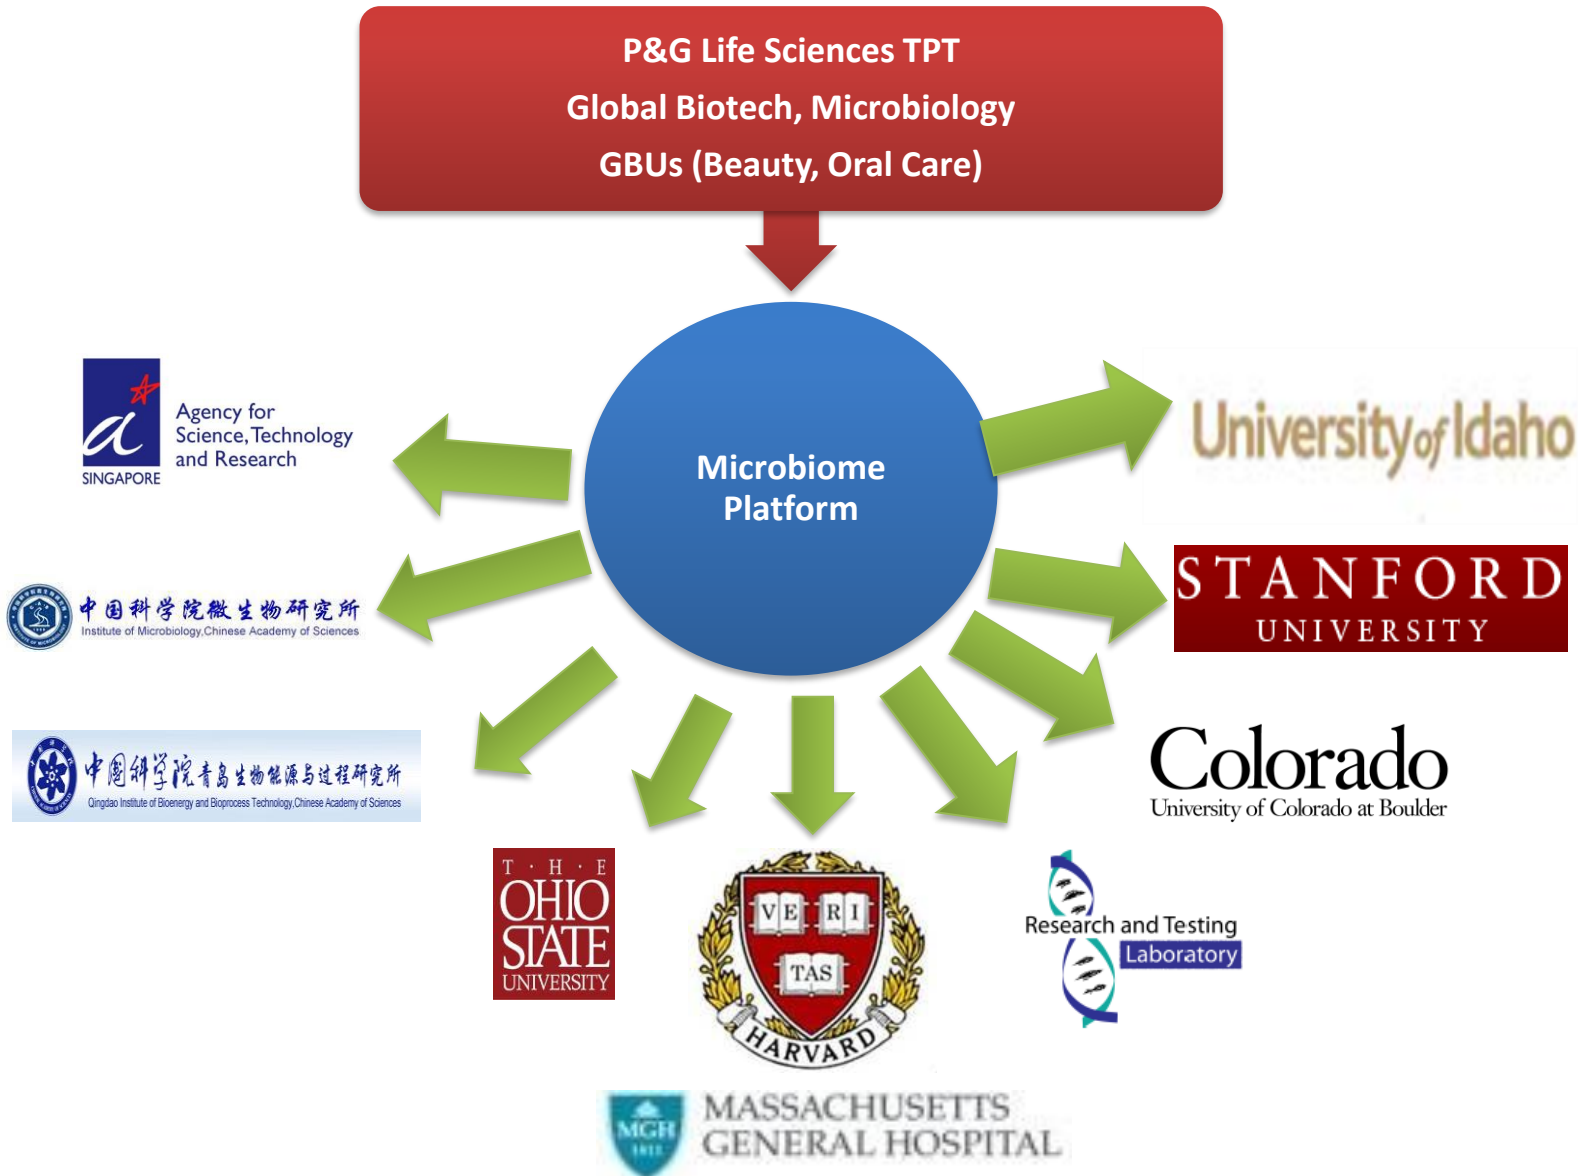 P&G Life Sciences TPT
Global Biotech, Microbiology
GBUs (Beauty, Oral Care)
Microbiome
Platform
Agency for
Science, Technology
and Research
SINGAPORE
University of Idaho
中国科学院微生物研究所
Institute of Microbiology,Chinese Academy of Sciences
STANFORD
UNIVERSITY
中国科学院青岛生物能源与过程研究所
Qingdao Institute of Bioenergy and Bioprocess Technology,Chinese Academy of Sciences
Colorado
University of Colorado at Boulder
T·H·E
OHIO
STATE
UNIVERSITY
VE RI
TAS
HARVARD
Research and Testing
Laboratory
MGH
1811
MASSACHUSETTS
GENERAL HOSPITAL